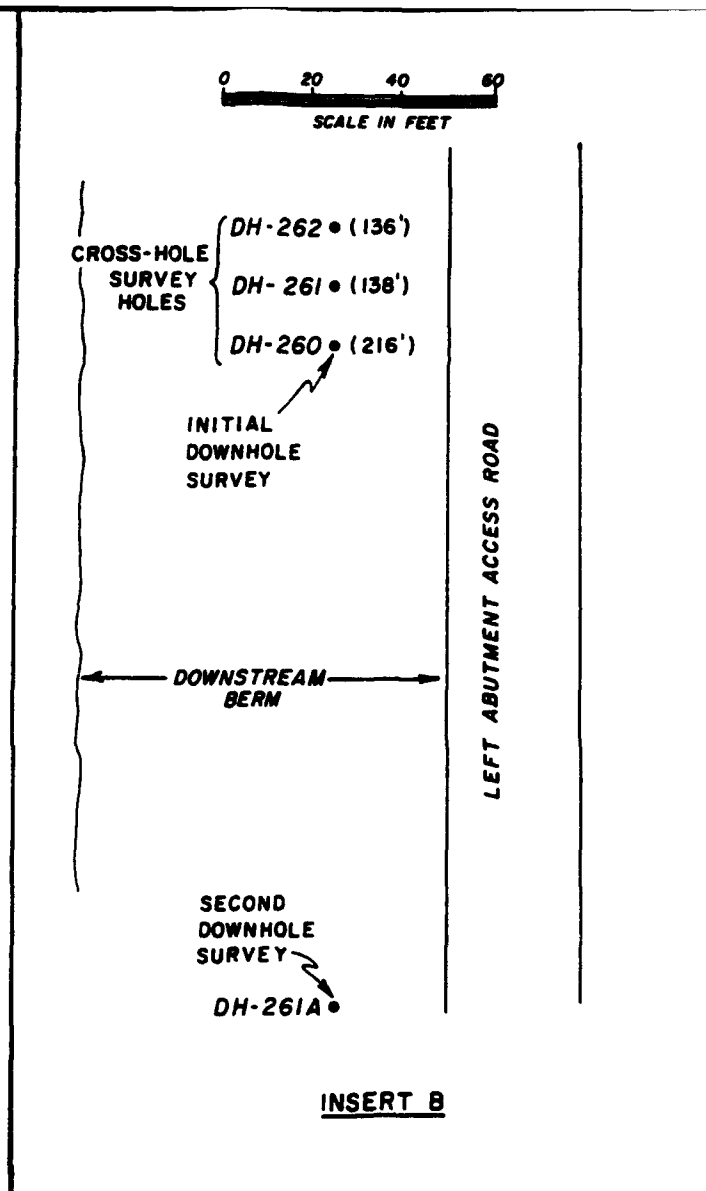 0 20 40 60
SCALE IN FEET
DH-262 • (136')
CROSS-HOLE
SURVEY
HOLES
DH-261 • (138')
DH-260 • (216')
INITIAL
DOWNHOLE
SURVEY
LEFT ABUTMENT ACCESS ROAD
DOWNSTREAM
BERM
SECOND
DOWNHOLE
SURVEY
DH-261A •
INSERT B